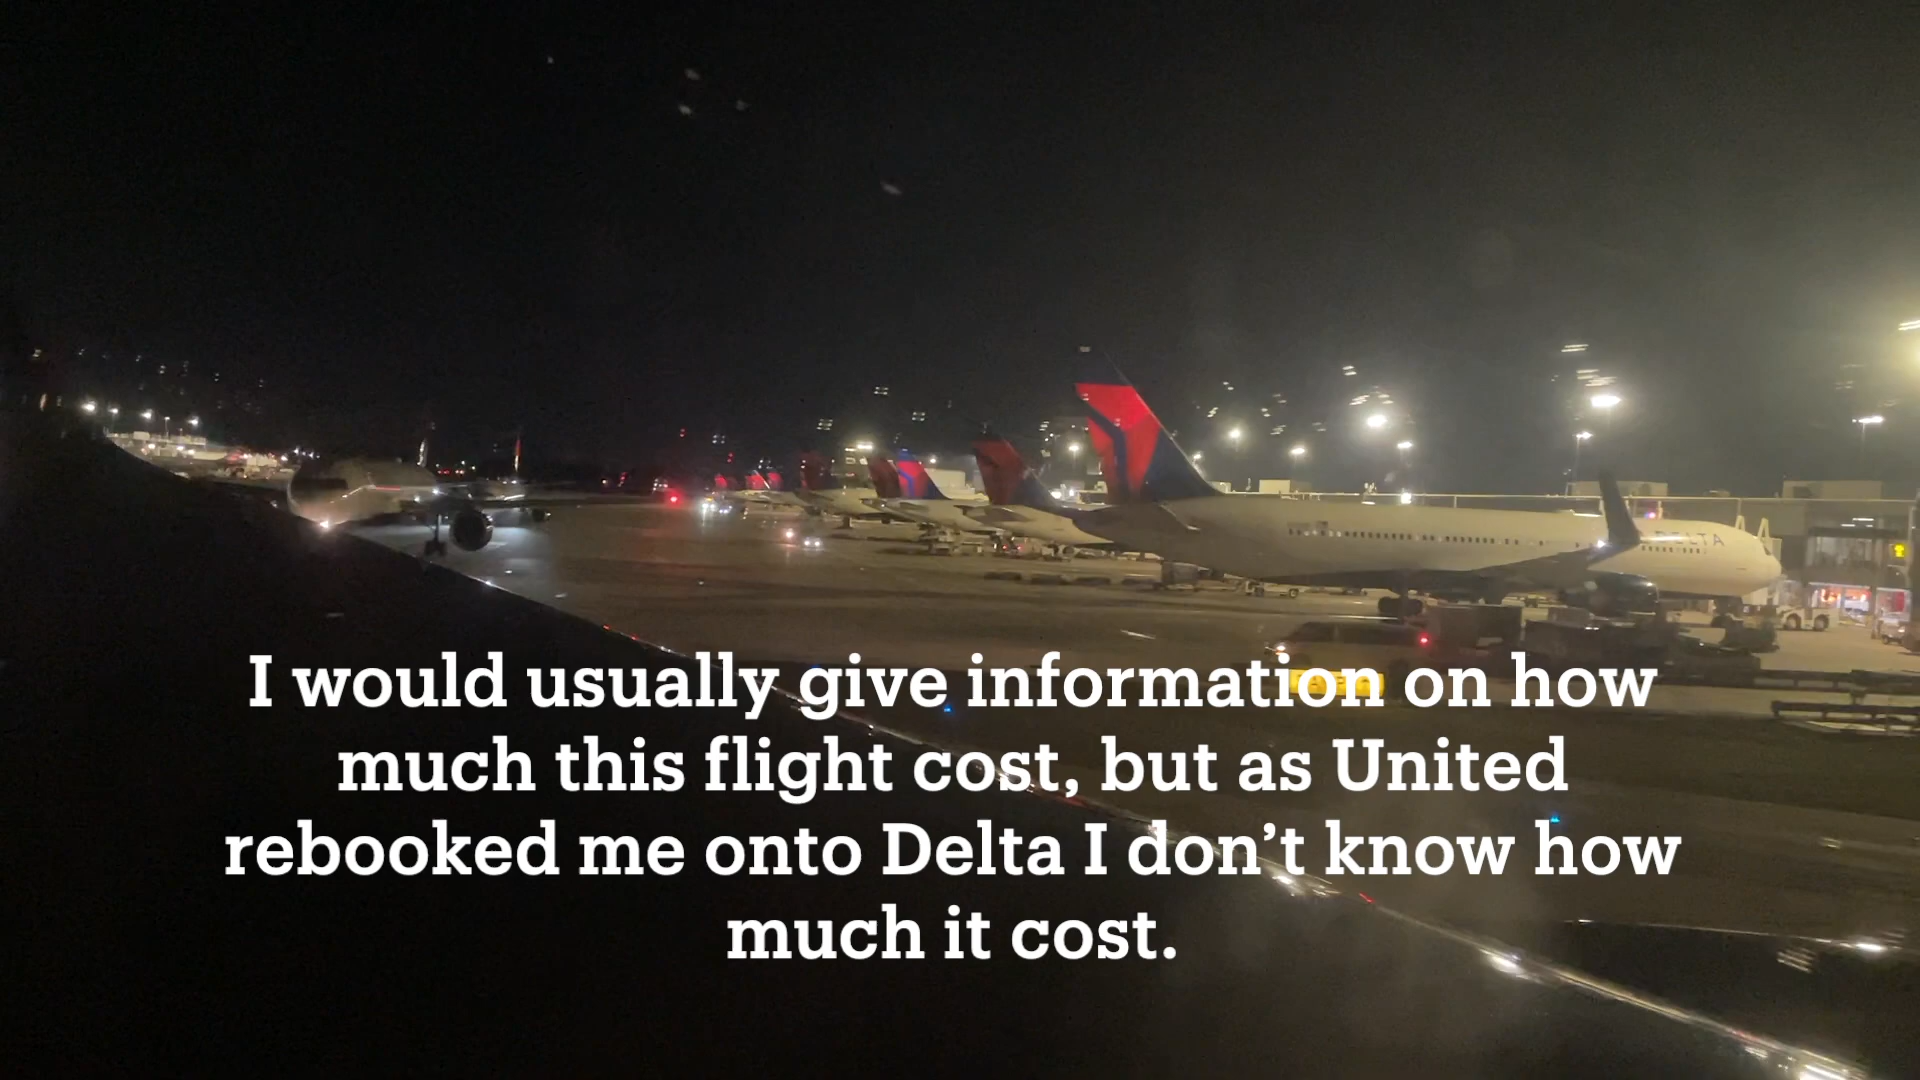 DELTA
I would usually give information on how
much this flight cost, but as United
rebooked me onto Delta I don’t know how
much it cost.